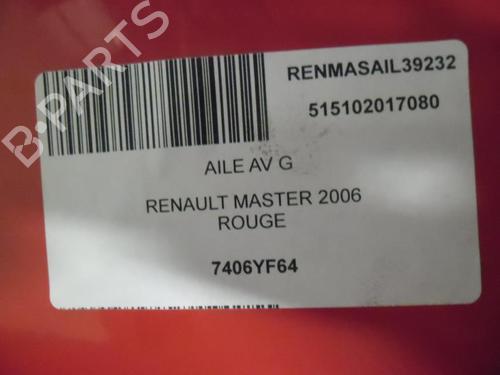 RENMASAIL39232
515102017080
AILE AV G
RENAULT MASTER 2006
ROUGE
7406YF64
B-PARTS